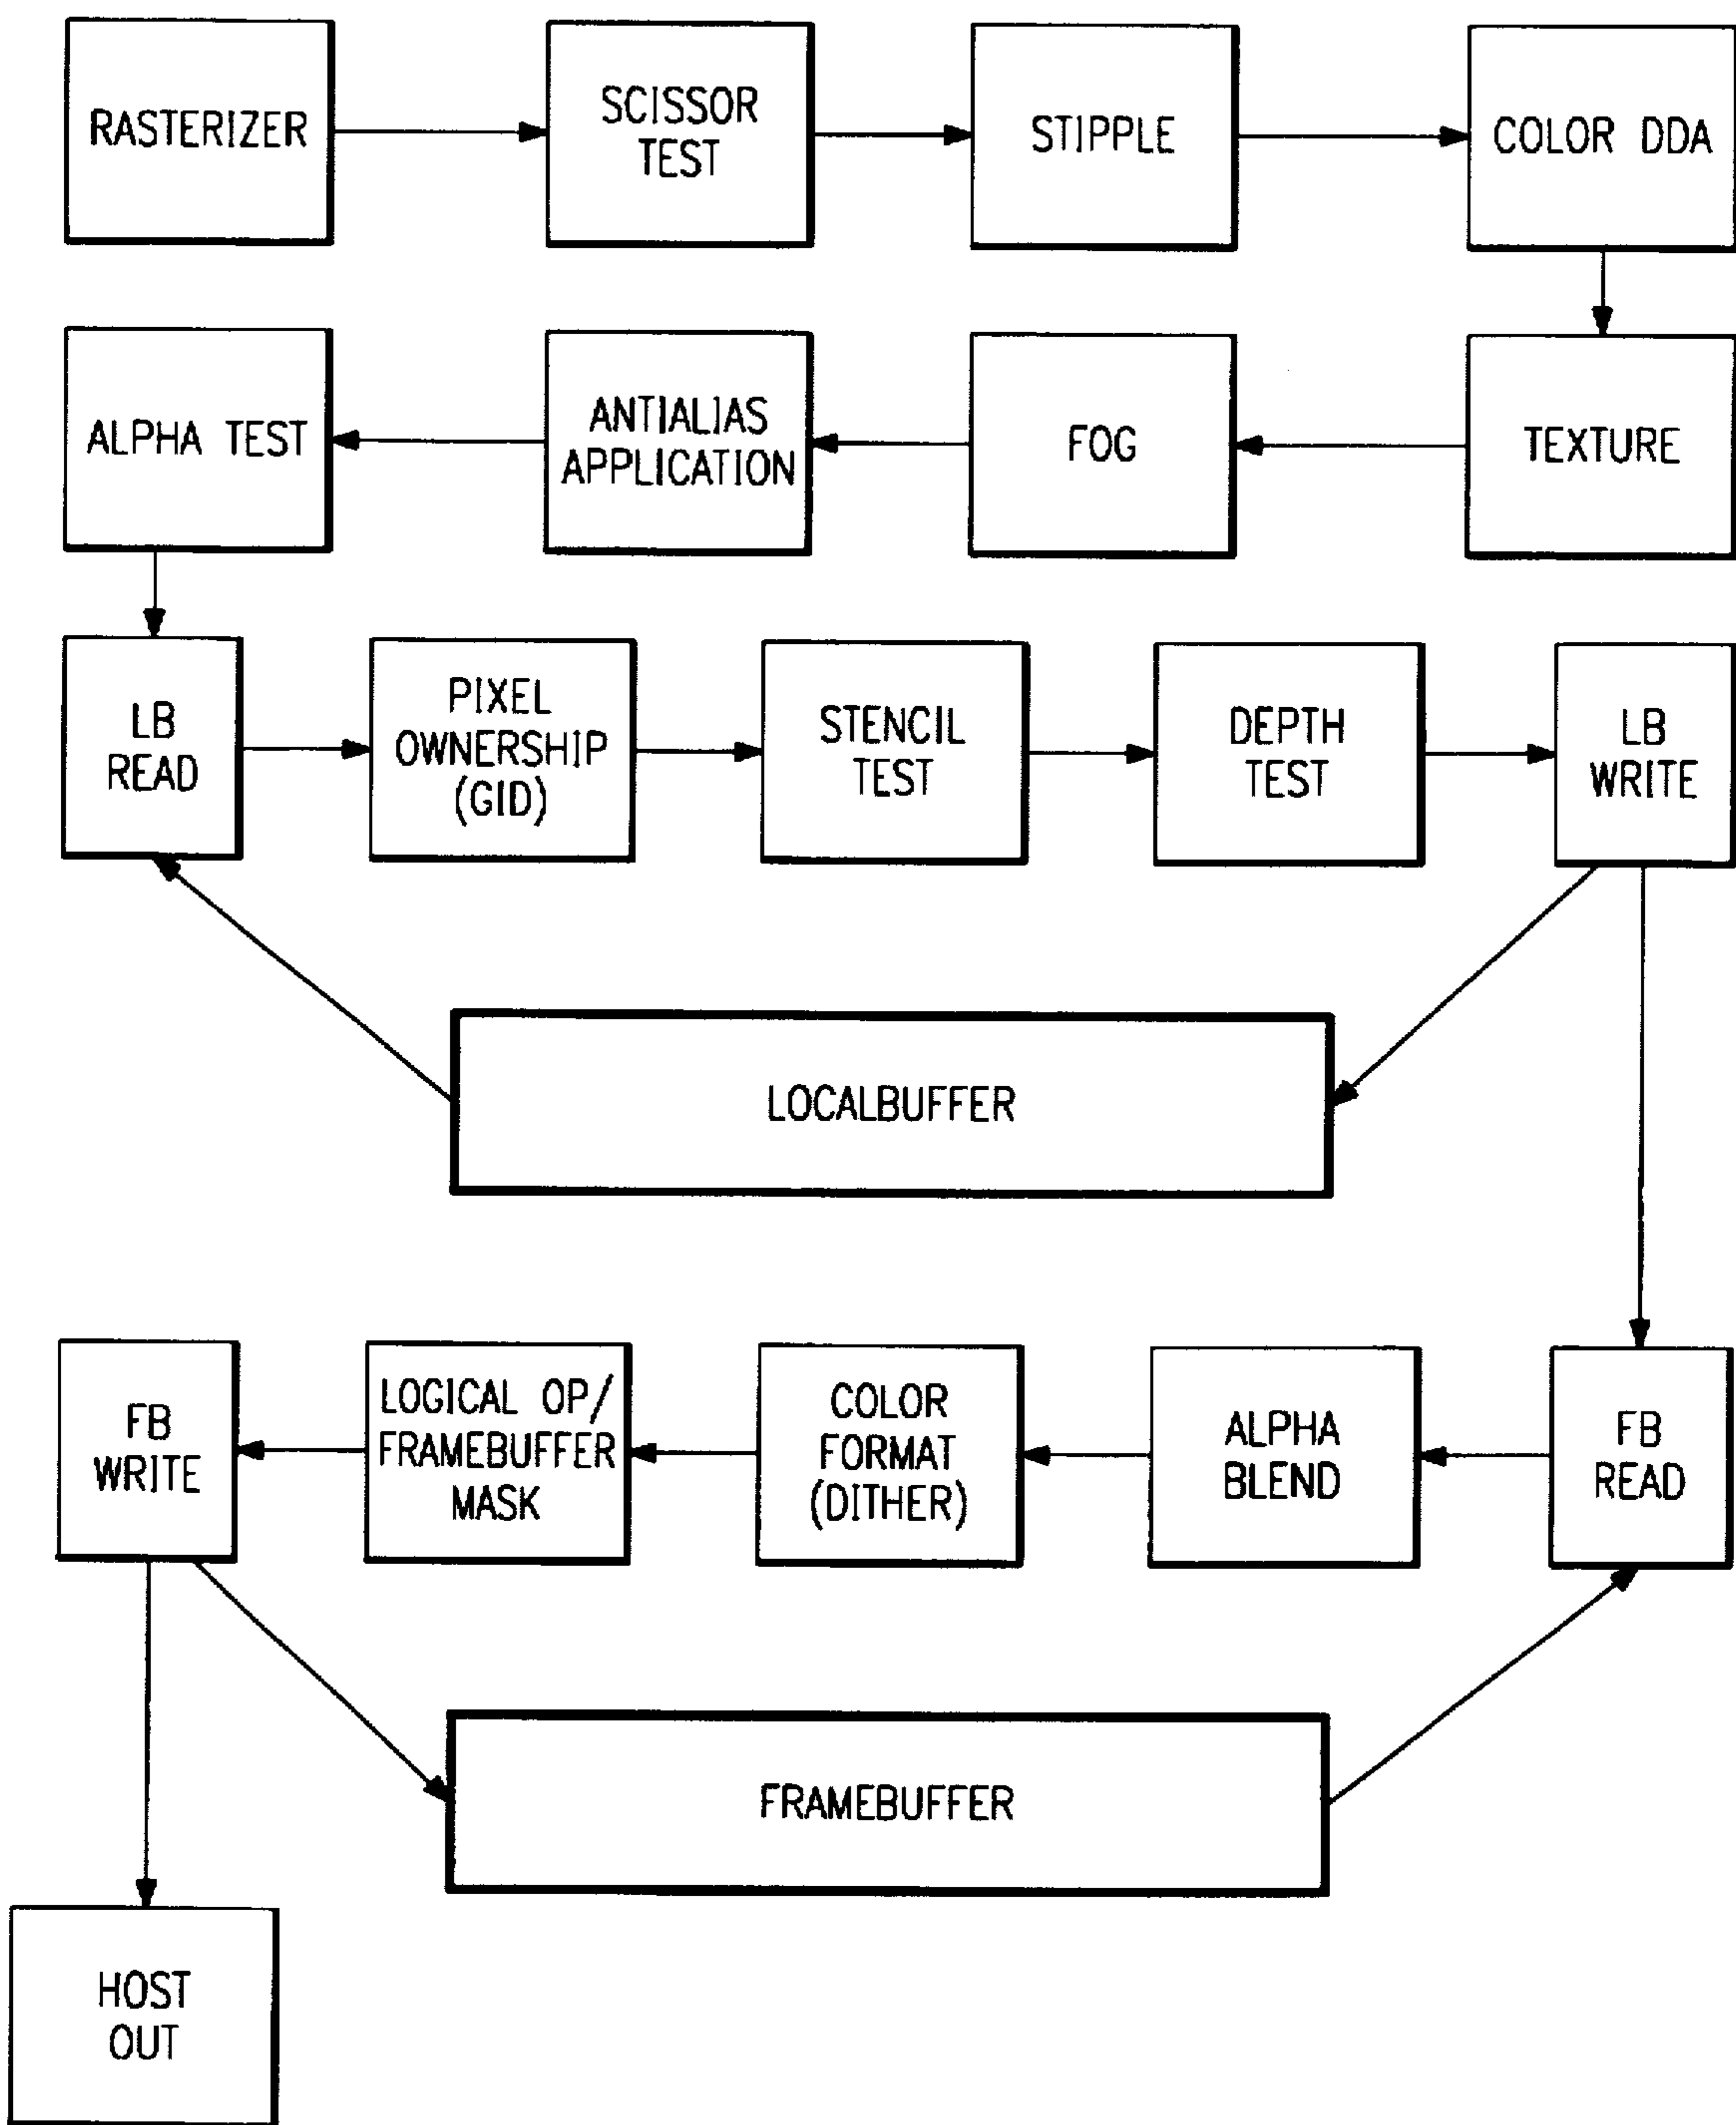 RASTERIZER
SCISSOR
TEST
STIPPLE
COLOR DDA
ALPHA TEST
ANTIALIAS
APPLICATION
FOG
TEXTURE
LB
READ
PIXEL
OWNERSHIP
(GID)
STENCIL
TEST
DEPTH
TEST
LB
WRITE
LOCALBUFFER
FB
WRITE
LOGICAL OP/
FRAMEBUFFER
MASK
COLOR
FORMAT
(DITHER)
ALPHA
BLEND
FB
READ
FRAMEBUFFER
HOST
OUT